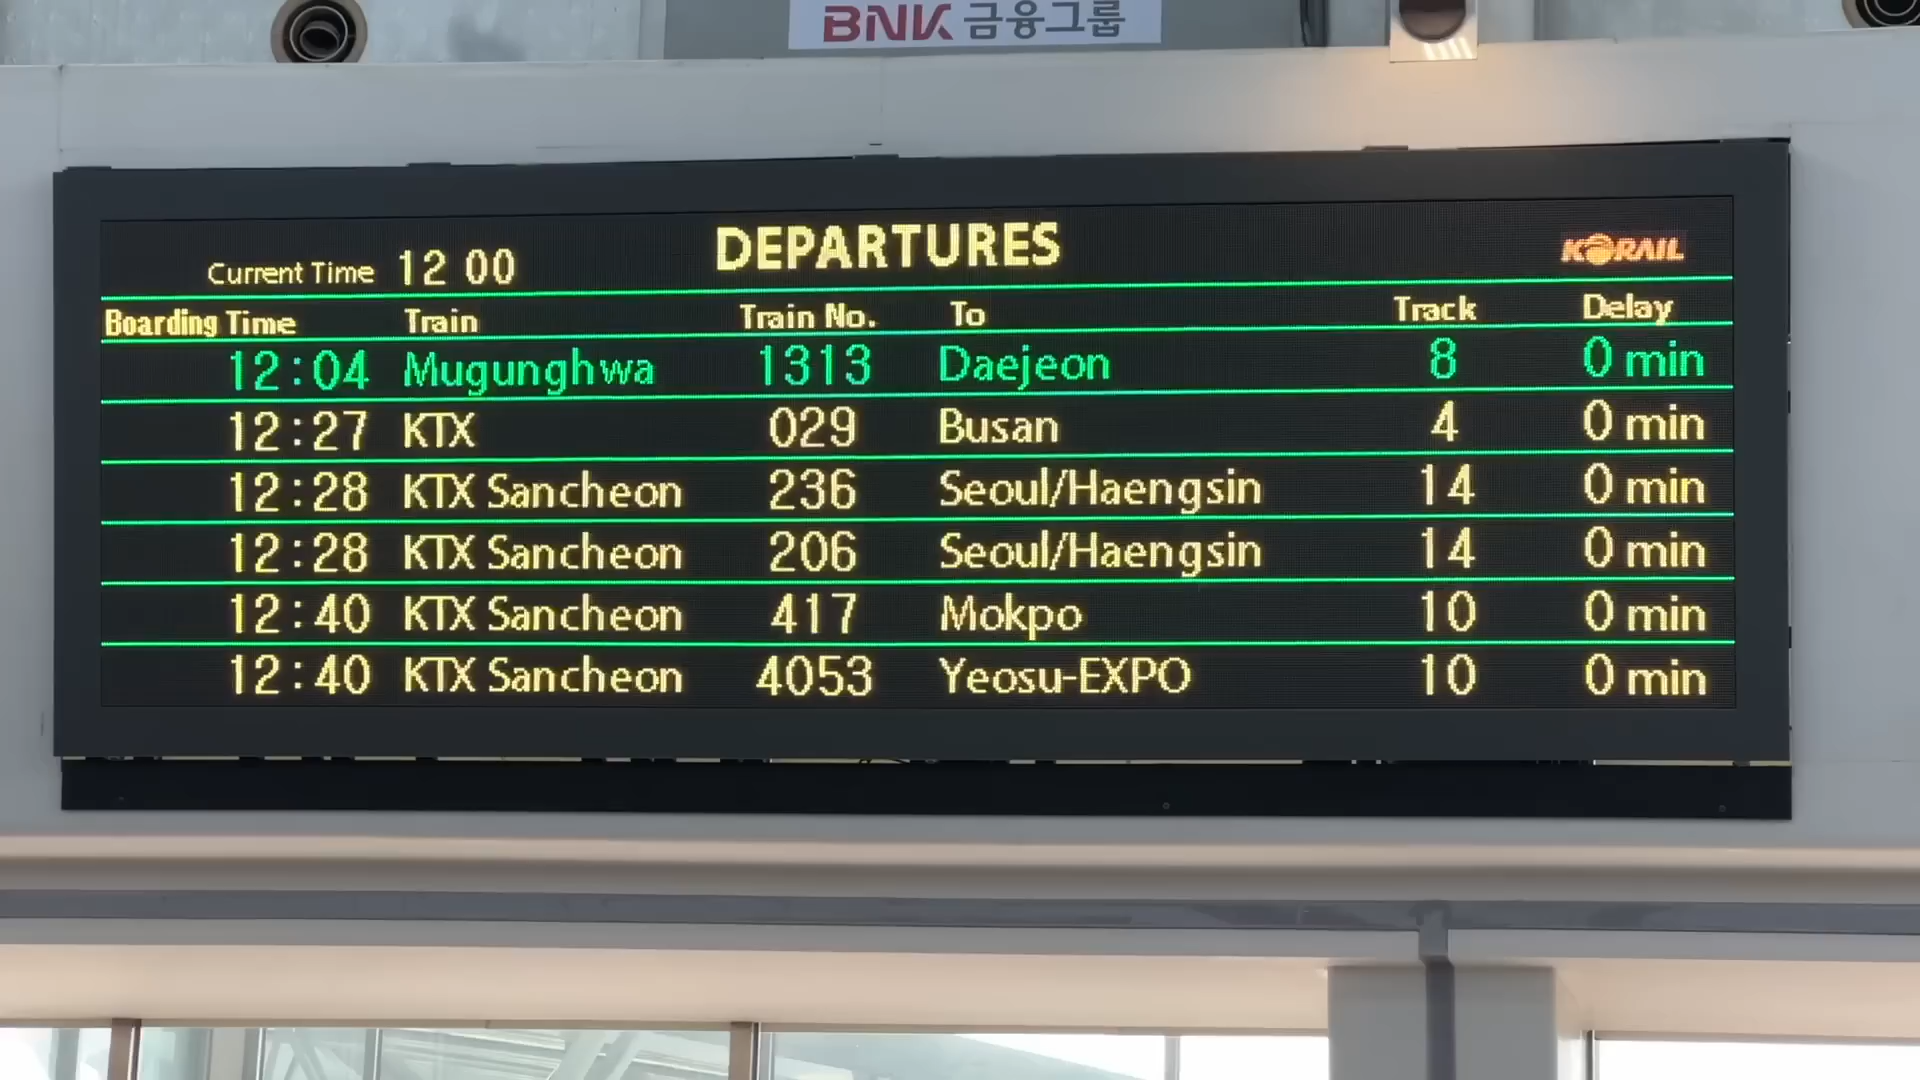 BNK 금융그룹
DEPARTURES
KORAIL
Current Time 12 00
Boarding Time Train Train No. To Track Delay
12:04 Mugunghwa 1313 Daejeon 8 0 min
12:27 KTX 029 Busan 4 0 min
12:28 KTX Sancheon 236 Seoul/Haengsin 14 0 min
12:28 KTX Sancheon 206 Seoul/Haengsin 14 0 min
12:40 KTX Sancheon 417 Mokpo 10 0 min
12:40 KTX Sancheon 4053 Yeosu-EXPO 10 0 min